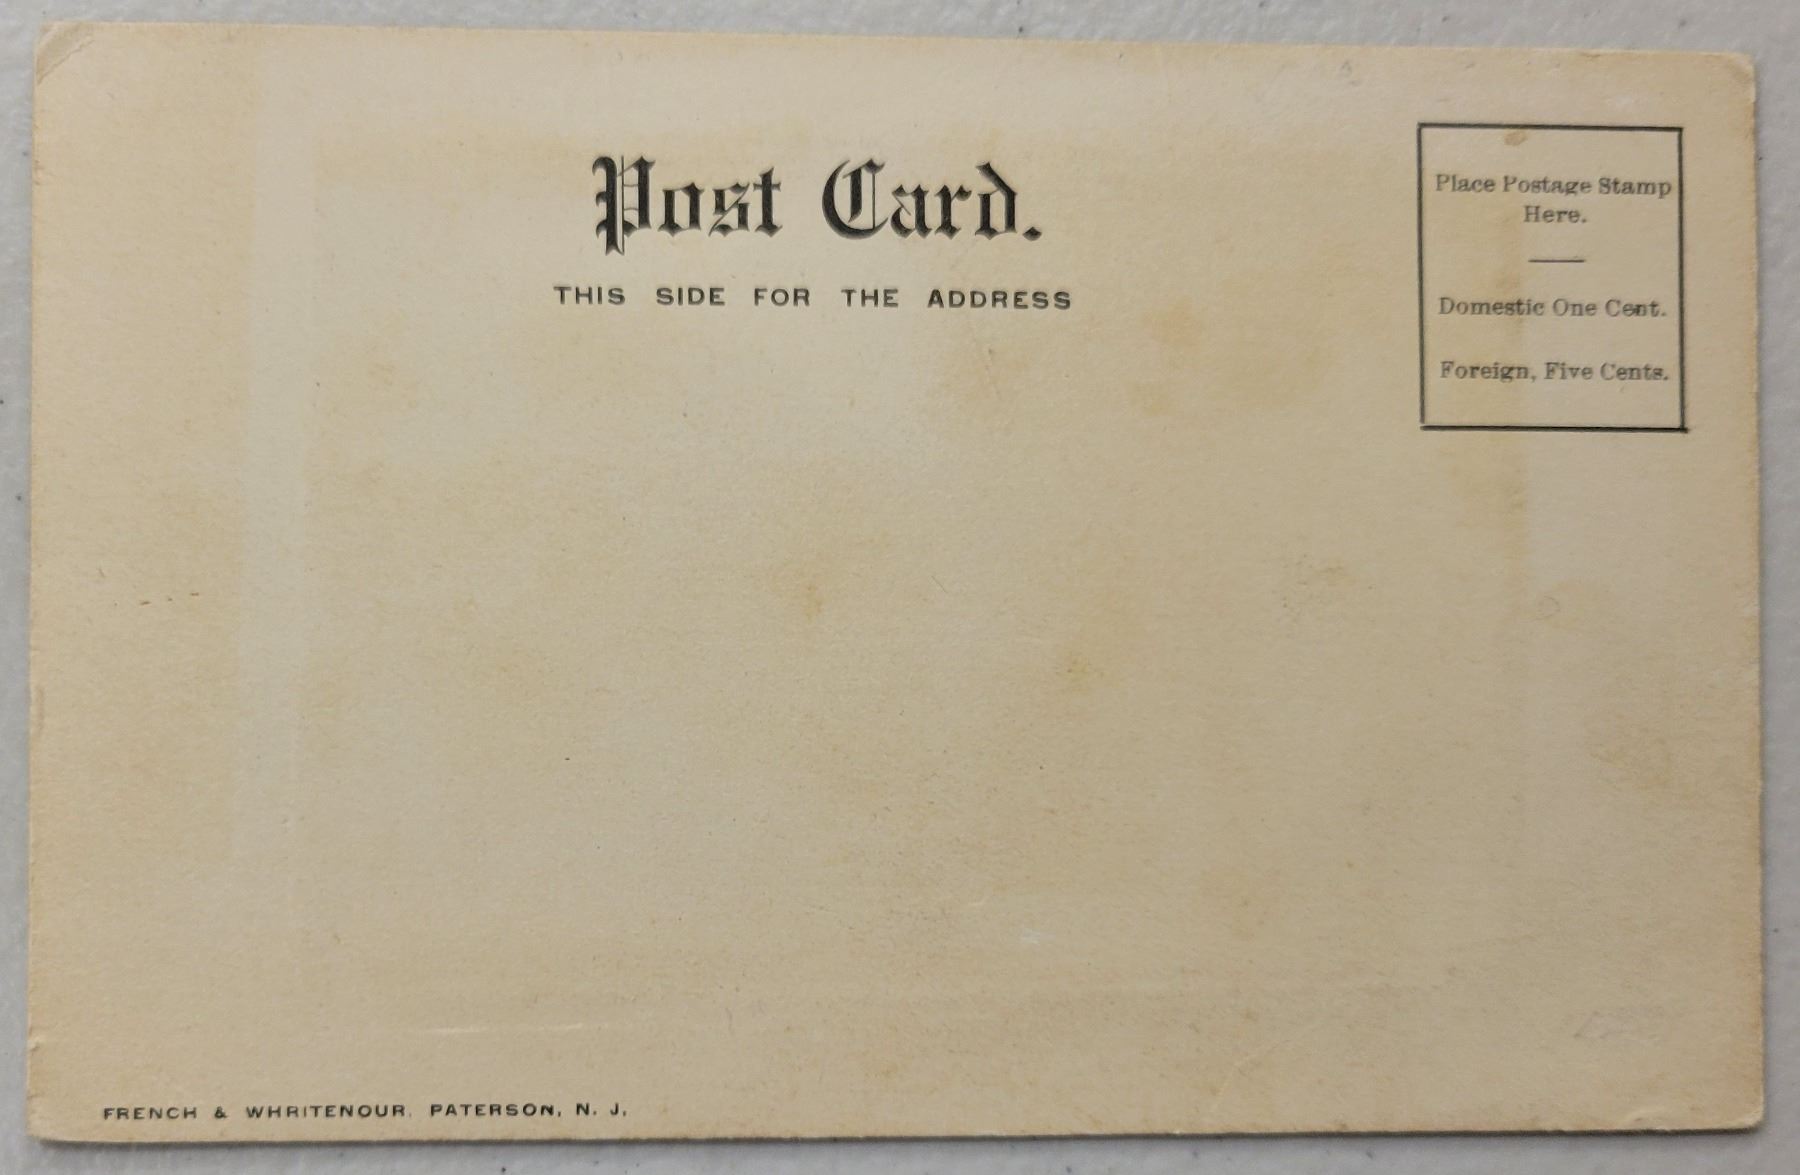 Post Card.
THIS SIDE FOR THE ADDRESS
Place Postage Stamp
Here.
Domestic One Cent.
Foreign, Five Cents.
FRENCH & WHRITENOUR. PATERSON, N. J.